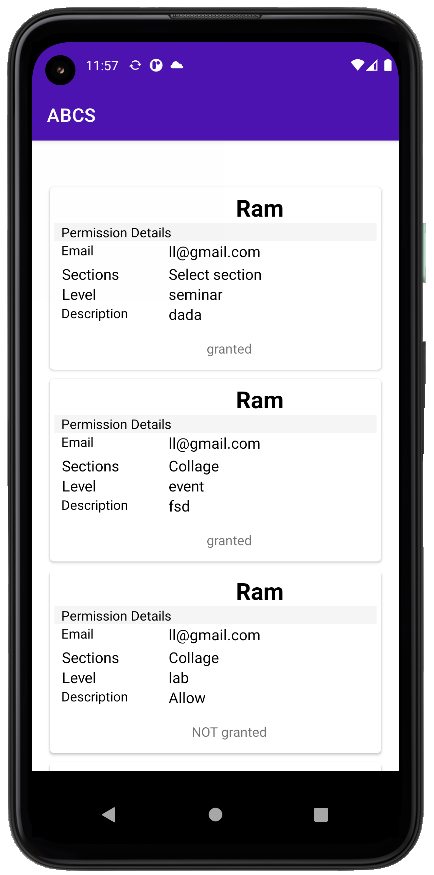 11:57
ABCS
Ram
Permission Details
Email ll@gmail.com
Sections Select section
Level seminar
Description dada
granted
Ram
Permission Details
Email ll@gmail.com
Sections Collage
Level event
Description fsd
granted
Ram
Permission Details
Email ll@gmail.com
Sections Collage
Level lab
Description Allow
NOT granted